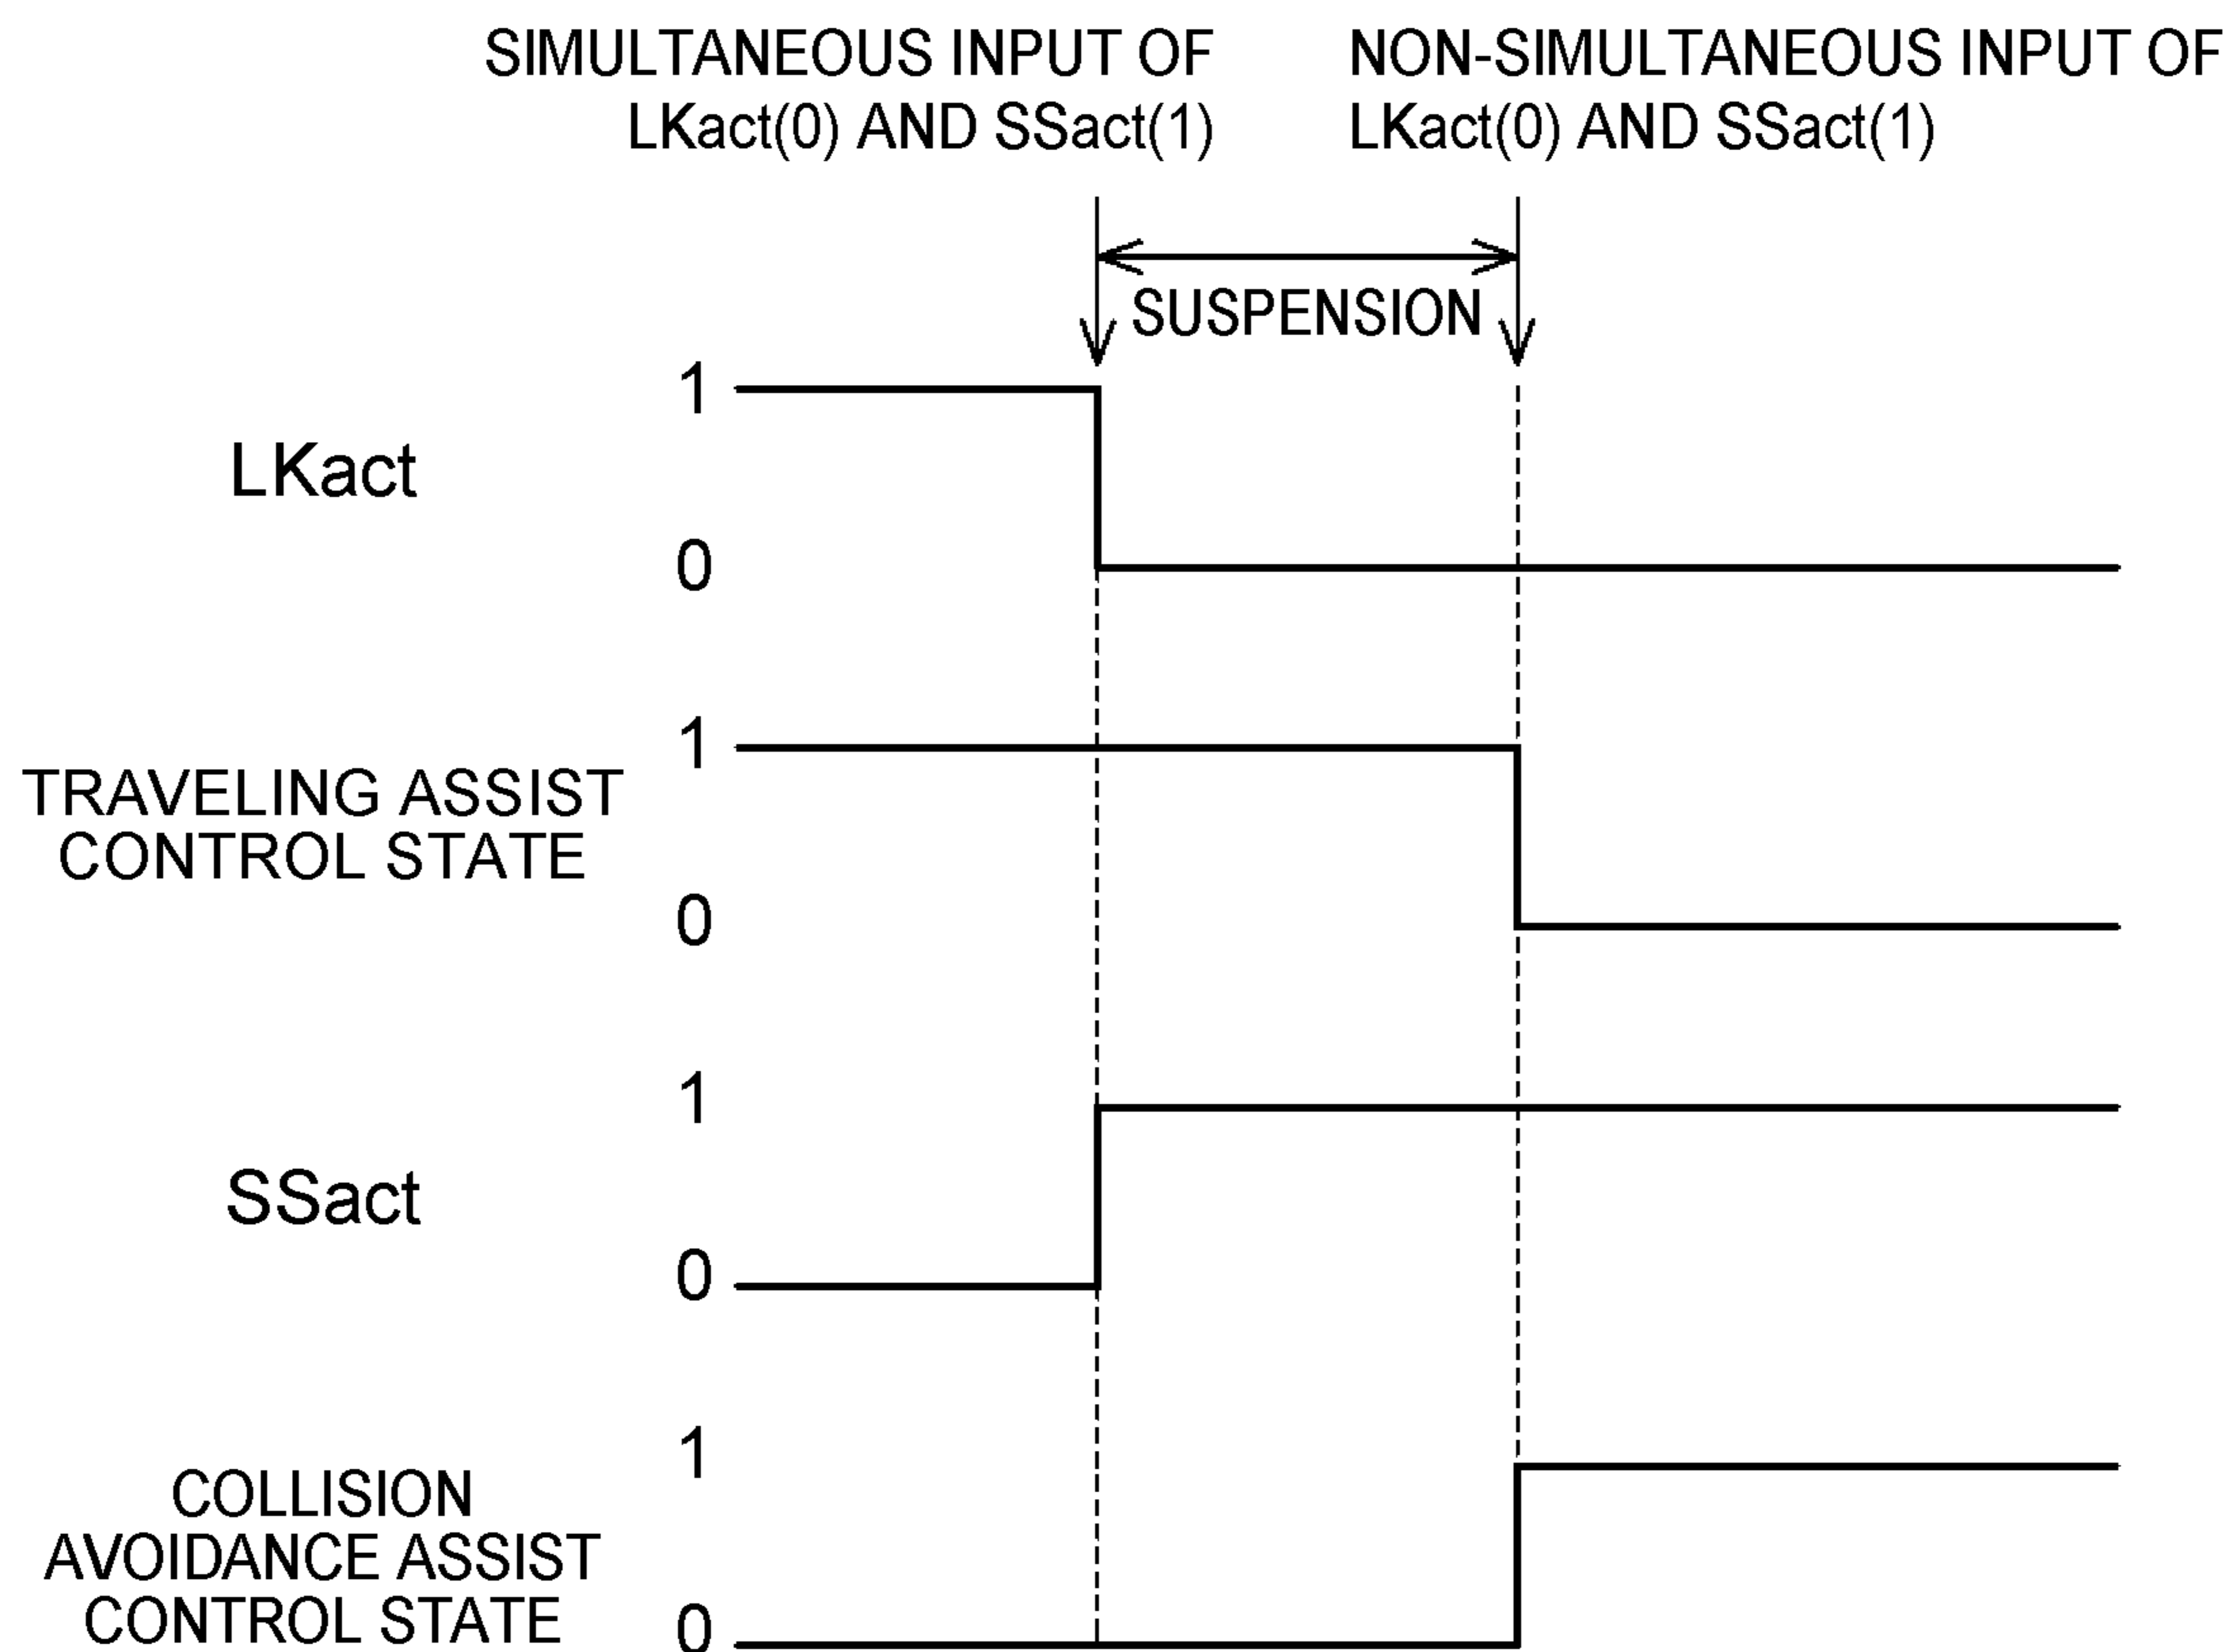 SIMULTANEOUS INPUT OF
LKact(0) AND SSact(1)
NON-SIMULTANEOUS INPUT OF
LKact(0) AND SSact(1)
SUSPENSION
1
LKact
0
1
TRAVELING ASSIST
CONTROL STATE
0
1
SSact
0
1
COLLISION
AVOIDANCE ASSIST
CONTROL STATE
0